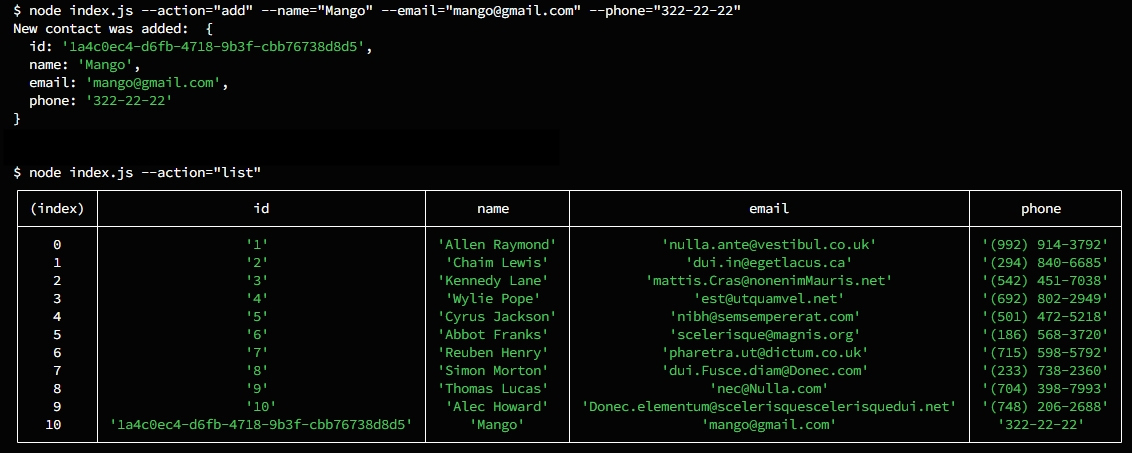 $ node index.js --action="add" --name="Mango" --email="mango@gmail.com" --phone="322-22-22"
New contact was added:  {
  id: '1a4c0ec4-d6fb-4718-9b3f-cbb76738d8d5',
  name: 'Mango',
  email: 'mango@gmail.com',
  phone: '322-22-22'
}
$ node index.js --action="list"
(index) id name email phone
0 '1' 'Allen Raymond' 'nulla.ante@vestibul.co.uk' '(992) 914-3792'
1 '2' 'Chaim Lewis' 'dui.in@egetlacus.ca' '(294) 840-6685'
2 '3' 'Kennedy Lane' 'mattis.Cras@nonenimMauris.net' '(542) 451-7038'
3 '4' 'Wylie Pope' 'est@utquamvel.net' '(692) 802-2949'
4 '5' 'Cyrus Jackson' 'nibh@semsempererat.com' '(501) 472-5218'
5 '6' 'Abbot Franks' 'scelerisque@magnis.org' '(186) 568-3720'
6 '7' 'Reuben Henry' 'pharetra.ut@dictum.co.uk' '(715) 598-5792'
7 '8' 'Simon Morton' 'dui.Fusce.diam@Donec.com' '(233) 738-2360'
8 '9' 'Thomas Lucas' 'nec@Nulla.com' '(704) 398-7993'
9 '10' 'Alec Howard' 'Donec.elementum@scelerisquescelerisquedui.net' '(748) 206-2688'
10 '1a4c0ec4-d6fb-4718-9b3f-cbb76738d8d5' 'Mango' 'mango@gmail.com' '322-22-22'